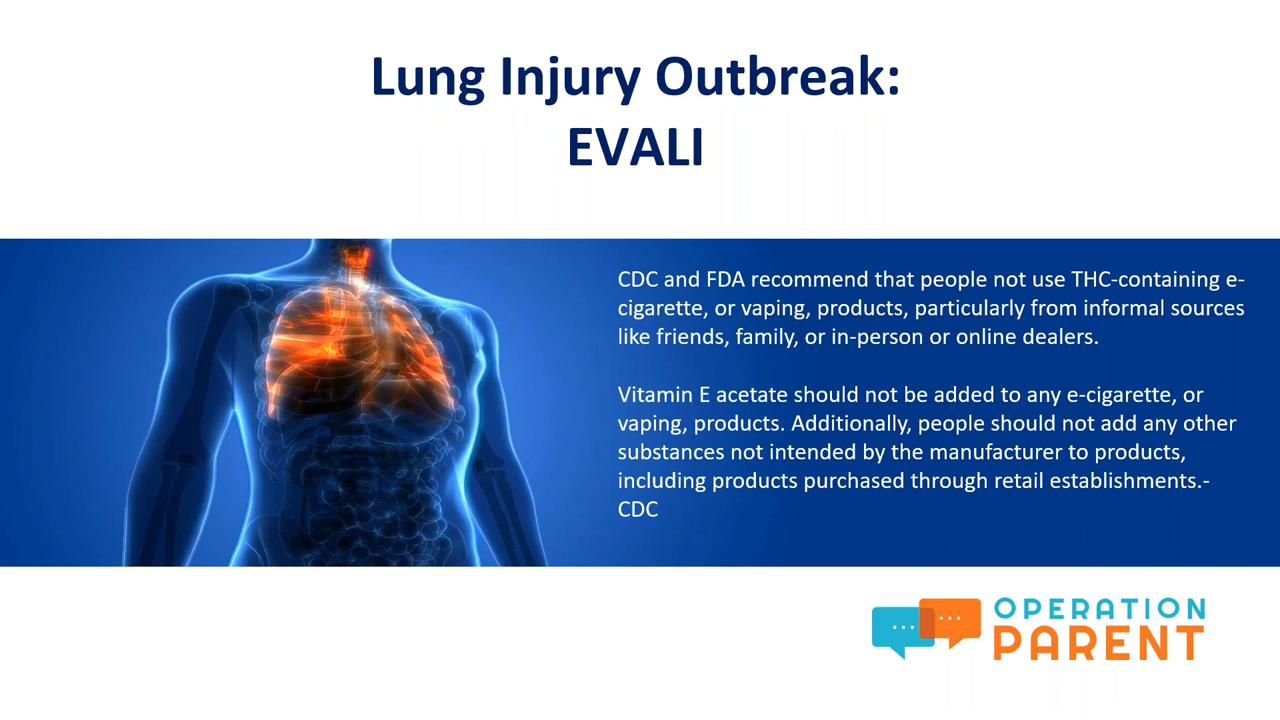 Lung Injury Outbreak:
EVALI
CDC and FDA recommend that people not use THC-containing e-
cigarette, or vaping, products, particularly from informal sources
like friends, family, or in-person or online dealers.
Vitamin E acetate should not be added to any e-cigarette, or
vaping, products. Additionally, people should not add any other
substances not intended by the manufacturer to products,
including products purchased through retail establishments.-
CDC
OPERATION
PARENT